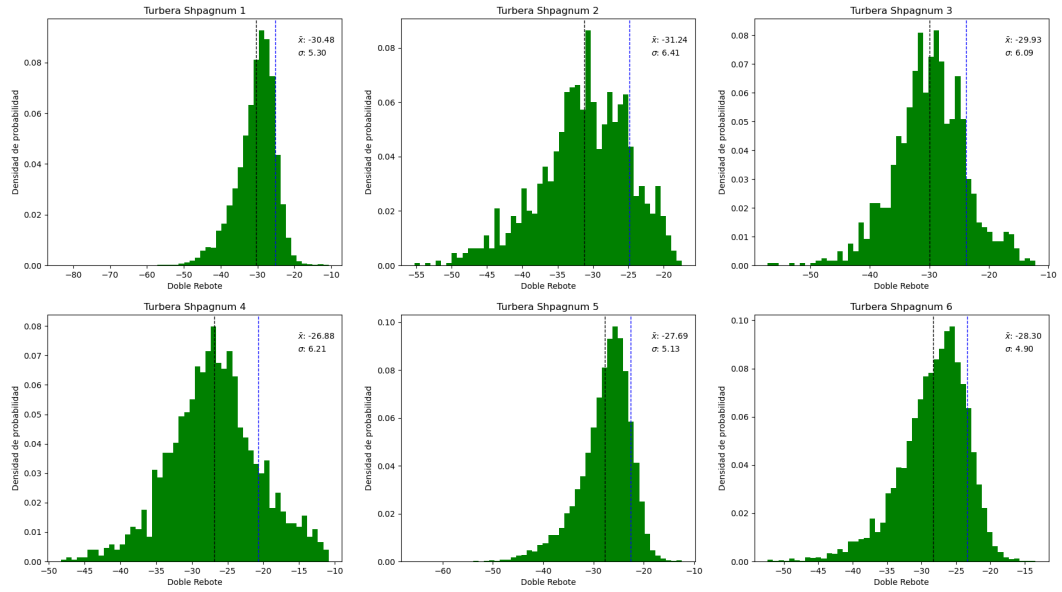 Turbera Shpagnum 1
x̄: -30.48
σ: 5.30
Densidad de probabilidad
0.08
0.06
0.04
0.02
0.00
−80 −70 −60 −50 −40 −30 −20 −10
Doble Rebote
Turbera Shpagnum 2
x̄: -31.24
σ: 6.41
Densidad de probabilidad
0.08
0.06
0.04
0.02
0.00
−55 −50 −45 −40 −35 −30 −25 −20
Doble Rebote
Turbera Shpagnum 3
x̄: -29.93
σ: 6.09
Densidad de probabilidad
0.08
0.07
0.06
0.05
0.04
0.03
0.02
0.01
0.00
−50 −40 −30 −20 −10
Doble Rebote
Turbera Shpagnum 4
x̄: -26.88
σ: 6.21
Densidad de probabilidad
0.08
0.07
0.06
0.05
0.04
0.03
0.02
0.01
0.00
−50 −45 −40 −35 −30 −25 −20 −15 −10
Doble Rebote
Turbera Shpagnum 5
x̄: -27.69
σ: 5.13
Densidad de probabilidad
0.10
0.08
0.06
0.04
0.02
0.00
−60 −50 −40 −30 −20 −10
Doble Rebote
Turbera Shpagnum 6
x̄: -28.30
σ: 4.90
Densidad de probabilidad
0.10
0.08
0.06
0.04
0.02
0.00
−50 −45 −40 −35 −30 −25 −20 −15
Doble Rebote